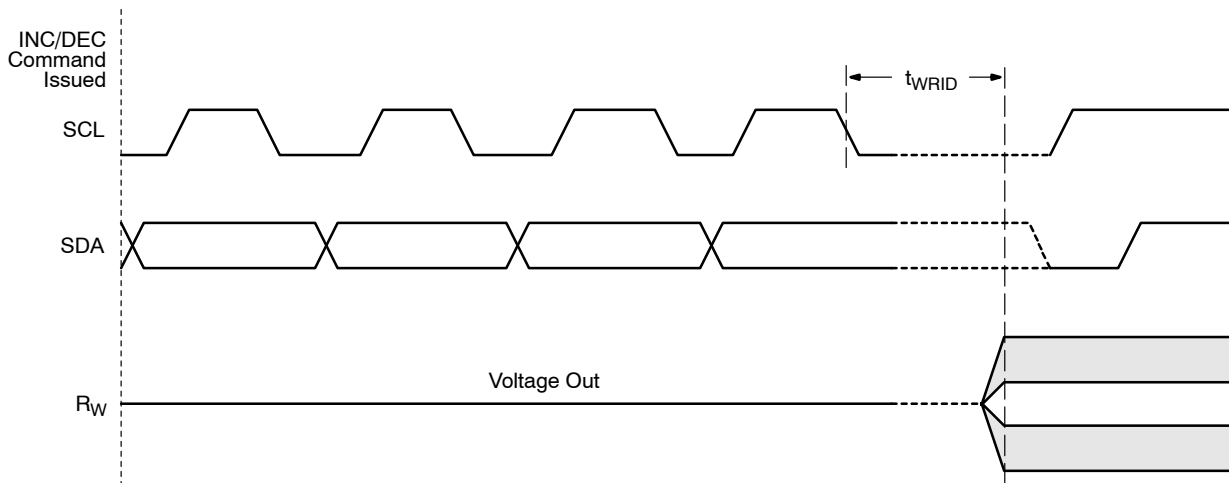 INC/DEC
Command
Issued
tWRID
SCL
SDA
Voltage Out
RW